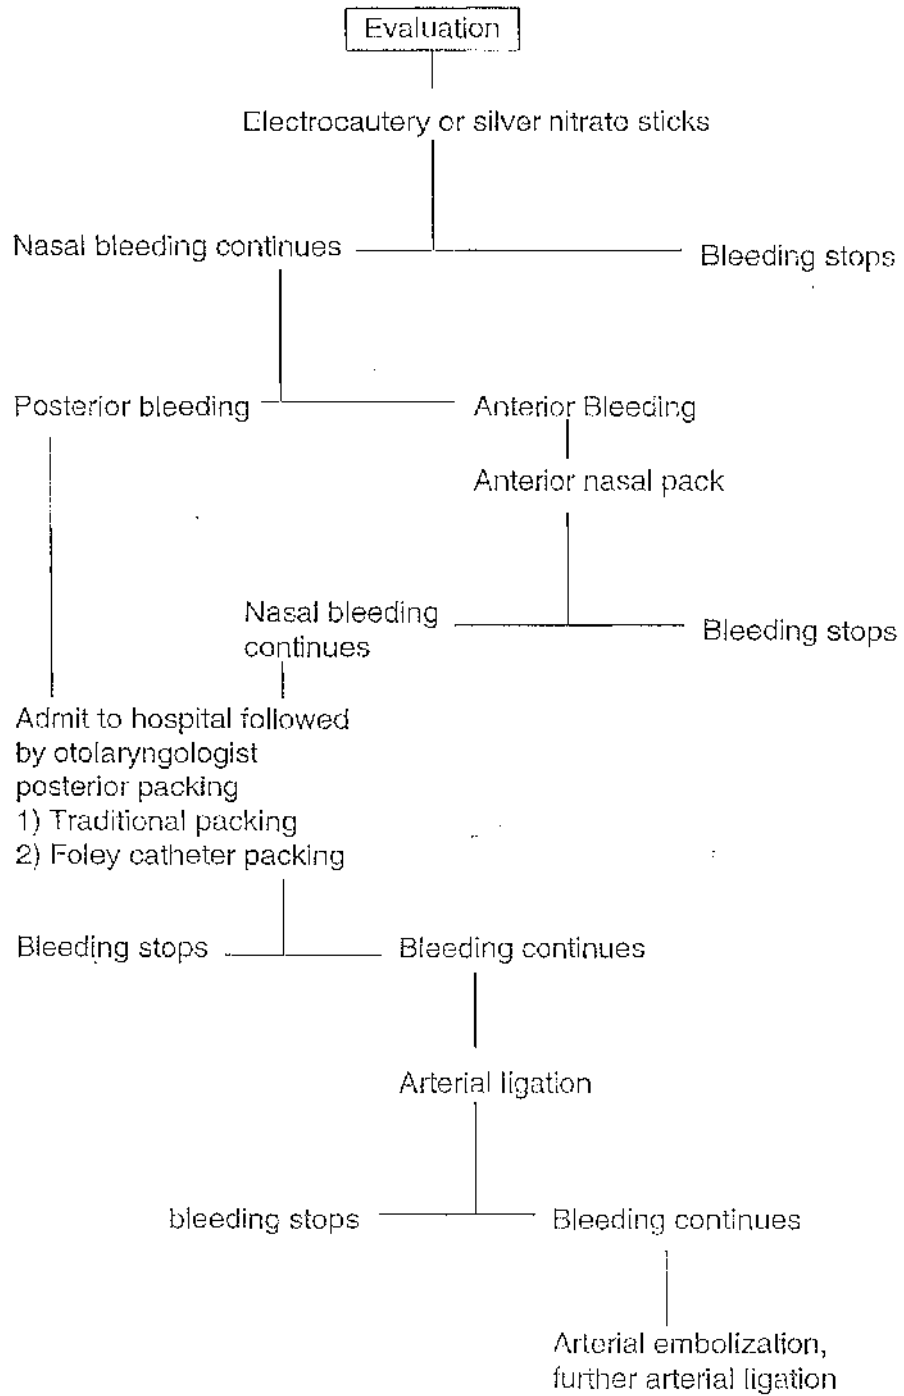 Evaluation
Electrocautery or silver nitrate sticks
Nasal bleeding continues
Bleeding stops
Posterior bleeding
Anterior Bleeding
Anterior nasal pack
Nasal bleeding
continues
Bleeding stops
Admit to hospital followed
by otolaryngologist
posterior packing
1) Traditional packing
2) Foley catheter packing
Bleeding stops
Bleeding continues
Arterial ligation
bleeding stops
Bleeding continues
Arterial embolization,
further arterial ligation